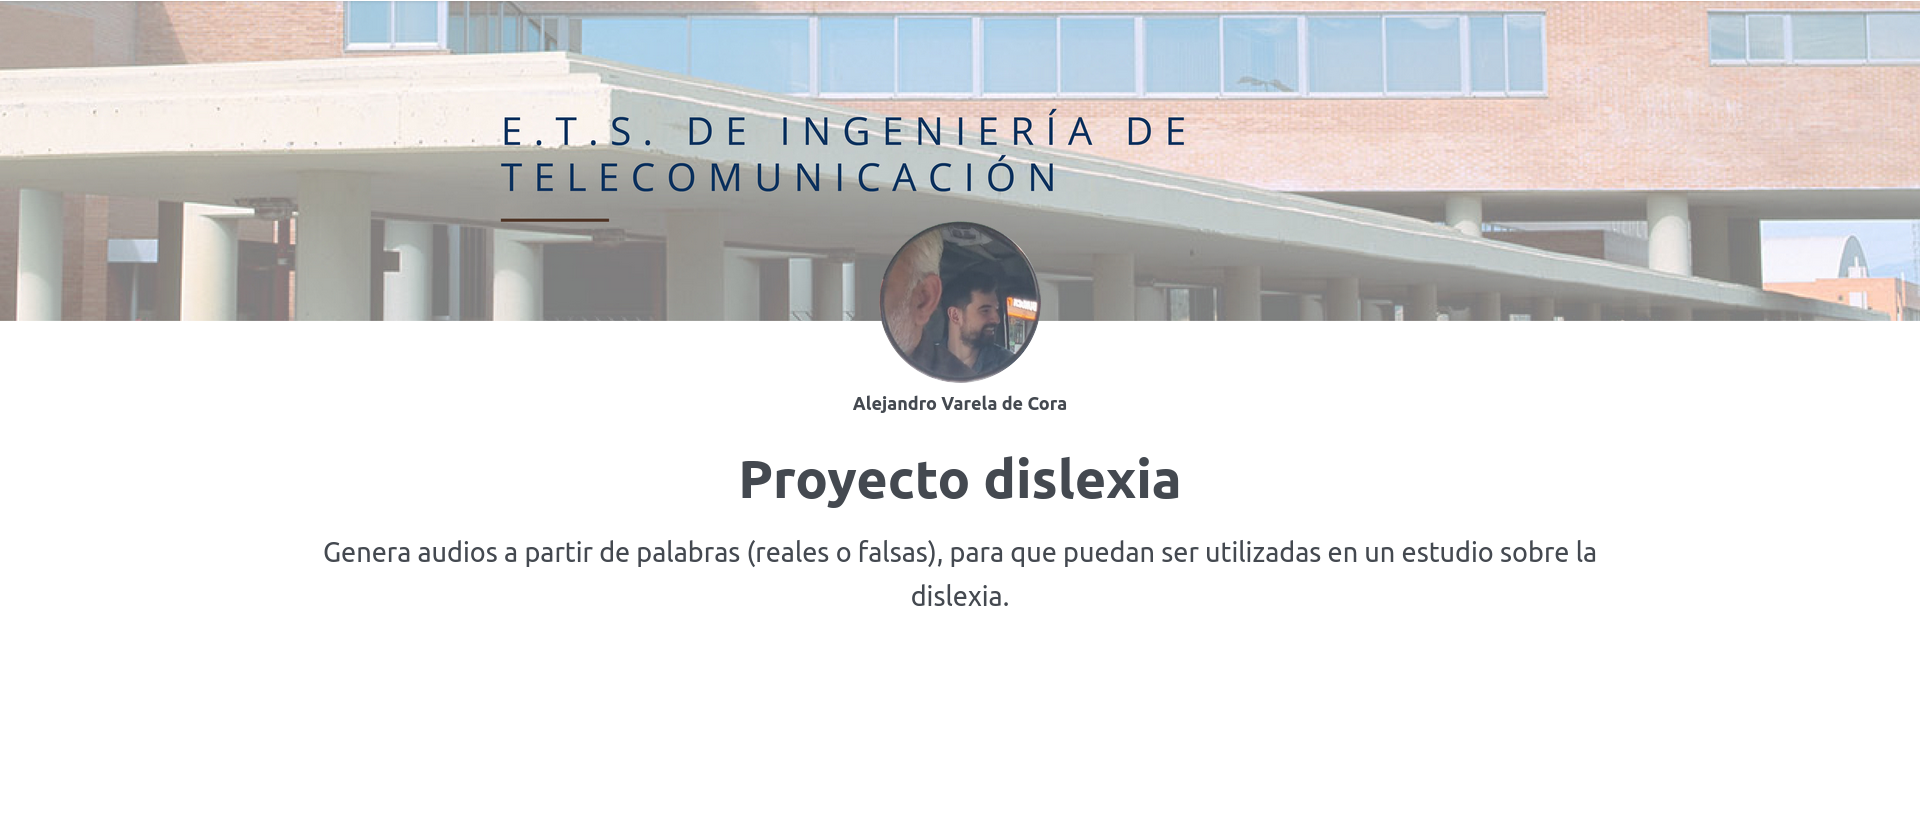 E.T.S. DE INGENIERÍA DE
TELECOMUNICACIÓN
Alejandro Varela de Cora
Proyecto dislexia
Genera audios a partir de palabras (reales o falsas), para que puedan ser utilizadas en un estudio sobre la
dislexia.